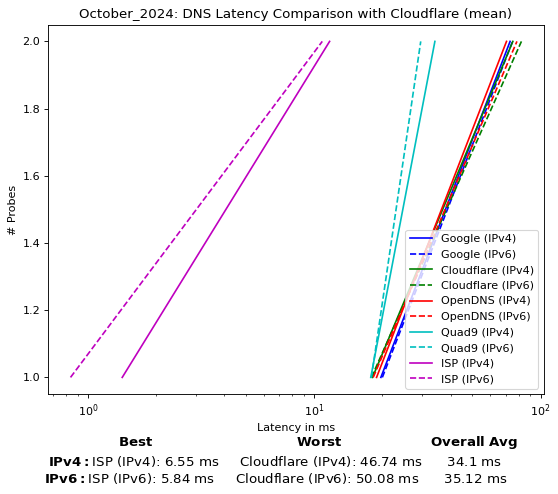 October_2024: DNS Latency Comparison with Cloudflare (mean)
2.0
1.8
1.6
1.4
1.2
1.0
# Probes
Google (IPv4)
Google (IPv6)
Cloudflare (IPv4)
Cloudflare (IPv6)
OpenDNS (IPv4)
OpenDNS (IPv6)
Quad9 (IPv4)
Quad9 (IPv6)
ISP (IPv4)
ISP (IPv6)
10⁰ 10¹ 10²
Latency in ms
Best Worst Overall Avg
IPv4: ISP (IPv4): 6.55 ms Cloudflare (IPv4): 46.74 ms 34.1 ms
IPv6: ISP (IPv6): 5.84 ms Cloudflare (IPv6): 50.08 ms 35.12 ms